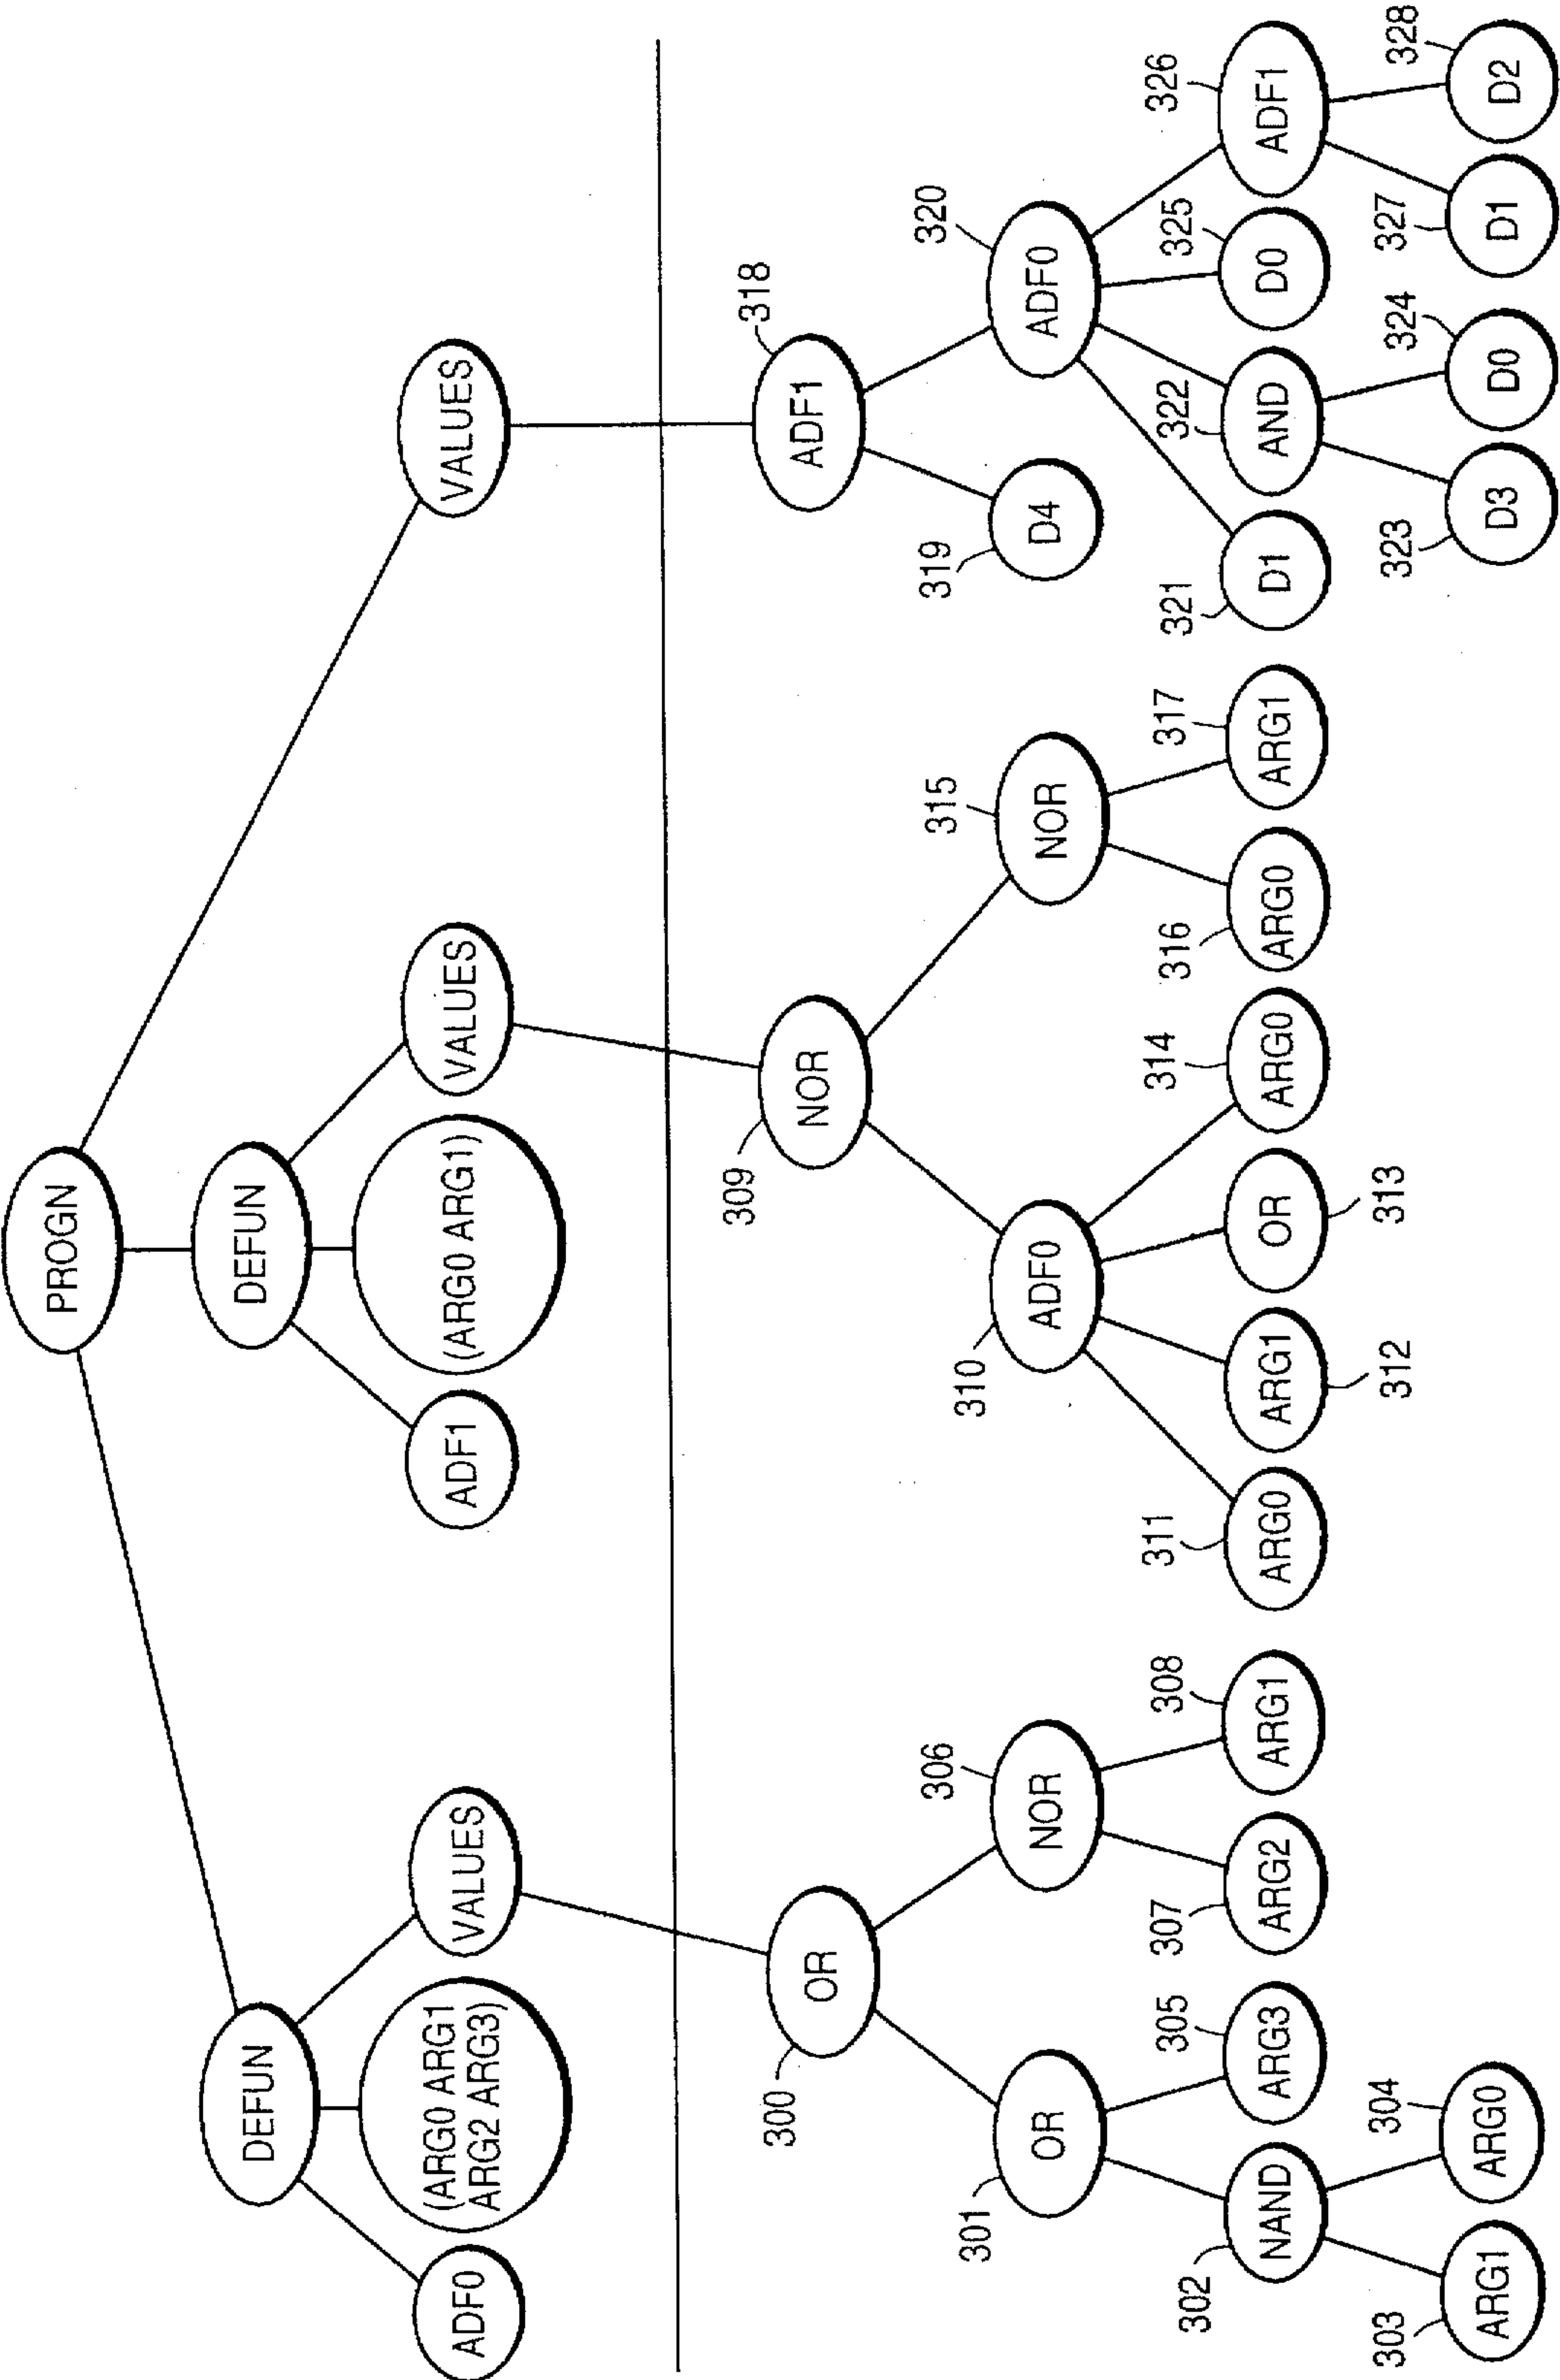 PROGN
DEFUN
DEFUN
VALUES
ADF0
(ARG0 ARG1
ARG2 ARG3)
VALUES
ADF1
(ARG0 ARG1)
VALUES
300
OR
309
NOR
318
ADF1
301
OR
306
NOR
310
ADF0
315
NOR
319
D4
320
ADF0
302
NAND
305
ARG3
307
ARG2
308
ARG1
311
ARG0
312
ARG1
313
OR
314
ARG0
316
ARG0
317
ARG1
321
D1
322
AND
325
D0
326
ADF1
303
ARG1
304
ARG0
323
D3
324
D0
327
D1
328
D2